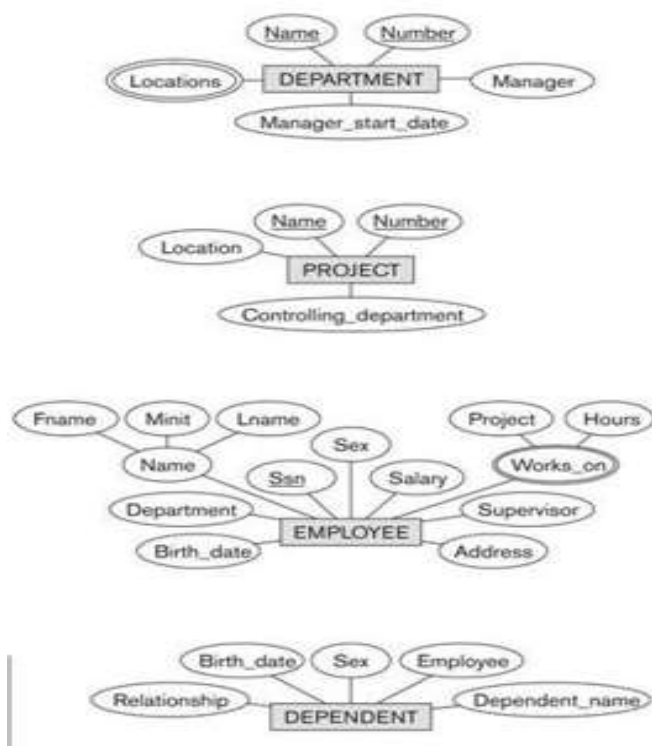 Name Number
Locations DEPARTMENT Manager
Manager_start_date
Name Number
Location
PROJECT
Controlling_department
Fname Minit Lname Project Hours
Sex
Name Ssn Salary Works_on
Department Supervisor
EMPLOYEE
Birth_date Address
Birth_date Sex Employee
Relationship Dependent_name
DEPENDENT